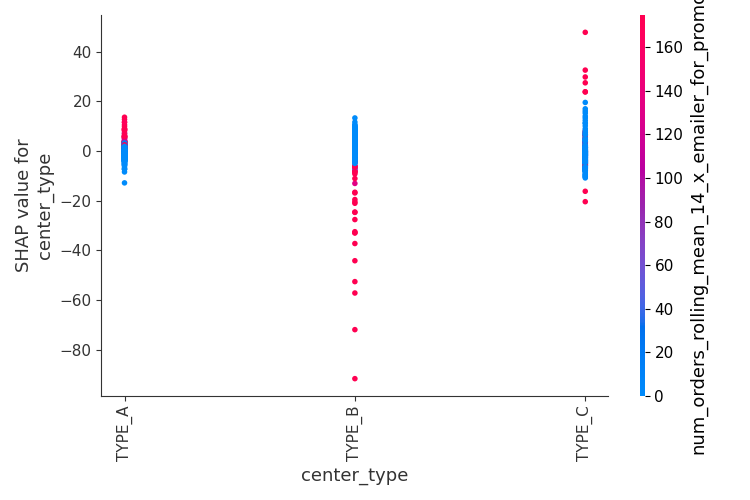 SHAP value for
center_type
40
20
0
−20
−40
−60
−80
TYPE_A
TYPE_B
TYPE_C
center_type
160
140
120
100
80
60
40
20
0
num_orders_rolling_mean_14_x_emailer_for_promo